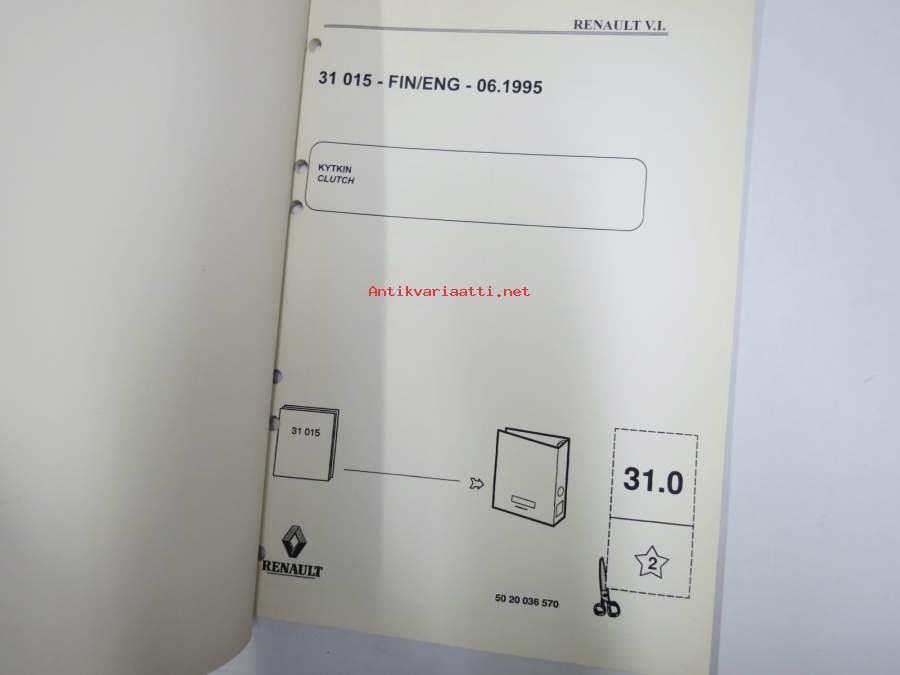 RENAULT V.I.
31 015 - FIN/ENG - 06.1995
KYTKIN
CLUTCH
Antikvariaatti.net
31 015
31.0
2
RENAULT
50 20 036 570